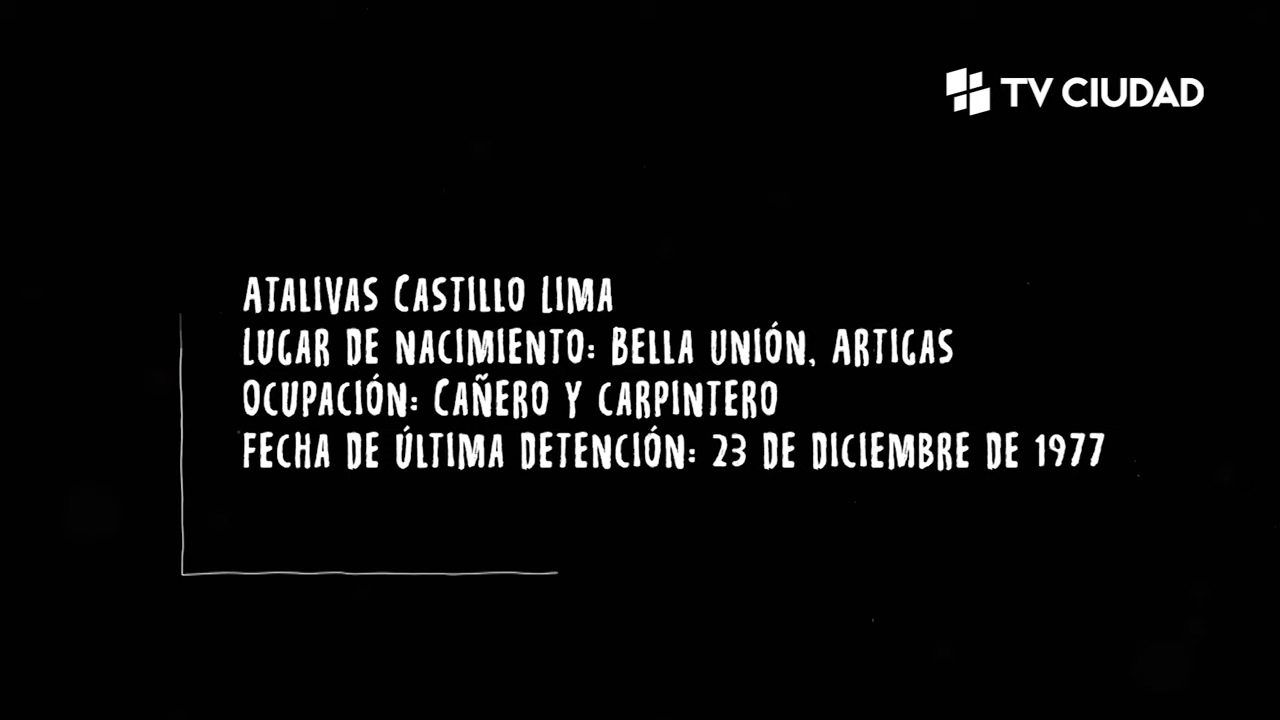 TV CIUDAD
ATALIVAS CASTILLO LIMA
LUGAR DE NACIMIENTO: BELLA UNIÓN, ARTIGAS
OCUPACIÓN: CAÑERO Y CARPINTERO
FECHA DE ÚLTIMA DETENCIÓN: 23 DE DICIEMBRE DE 1977